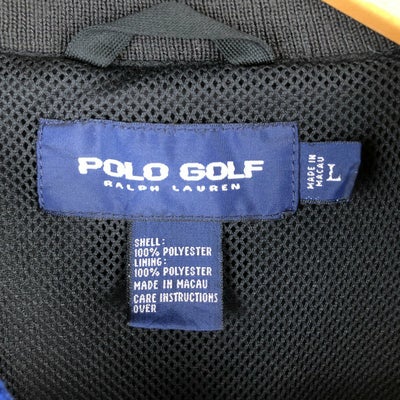 POLO GOLF
RALPH LAUREN
L
MADE IN
MACAU
SHELL:
100% POLYESTER
LINING:
100% POLYESTER
MADE IN MACAU
CARE INSTRUCTIONS
OVER